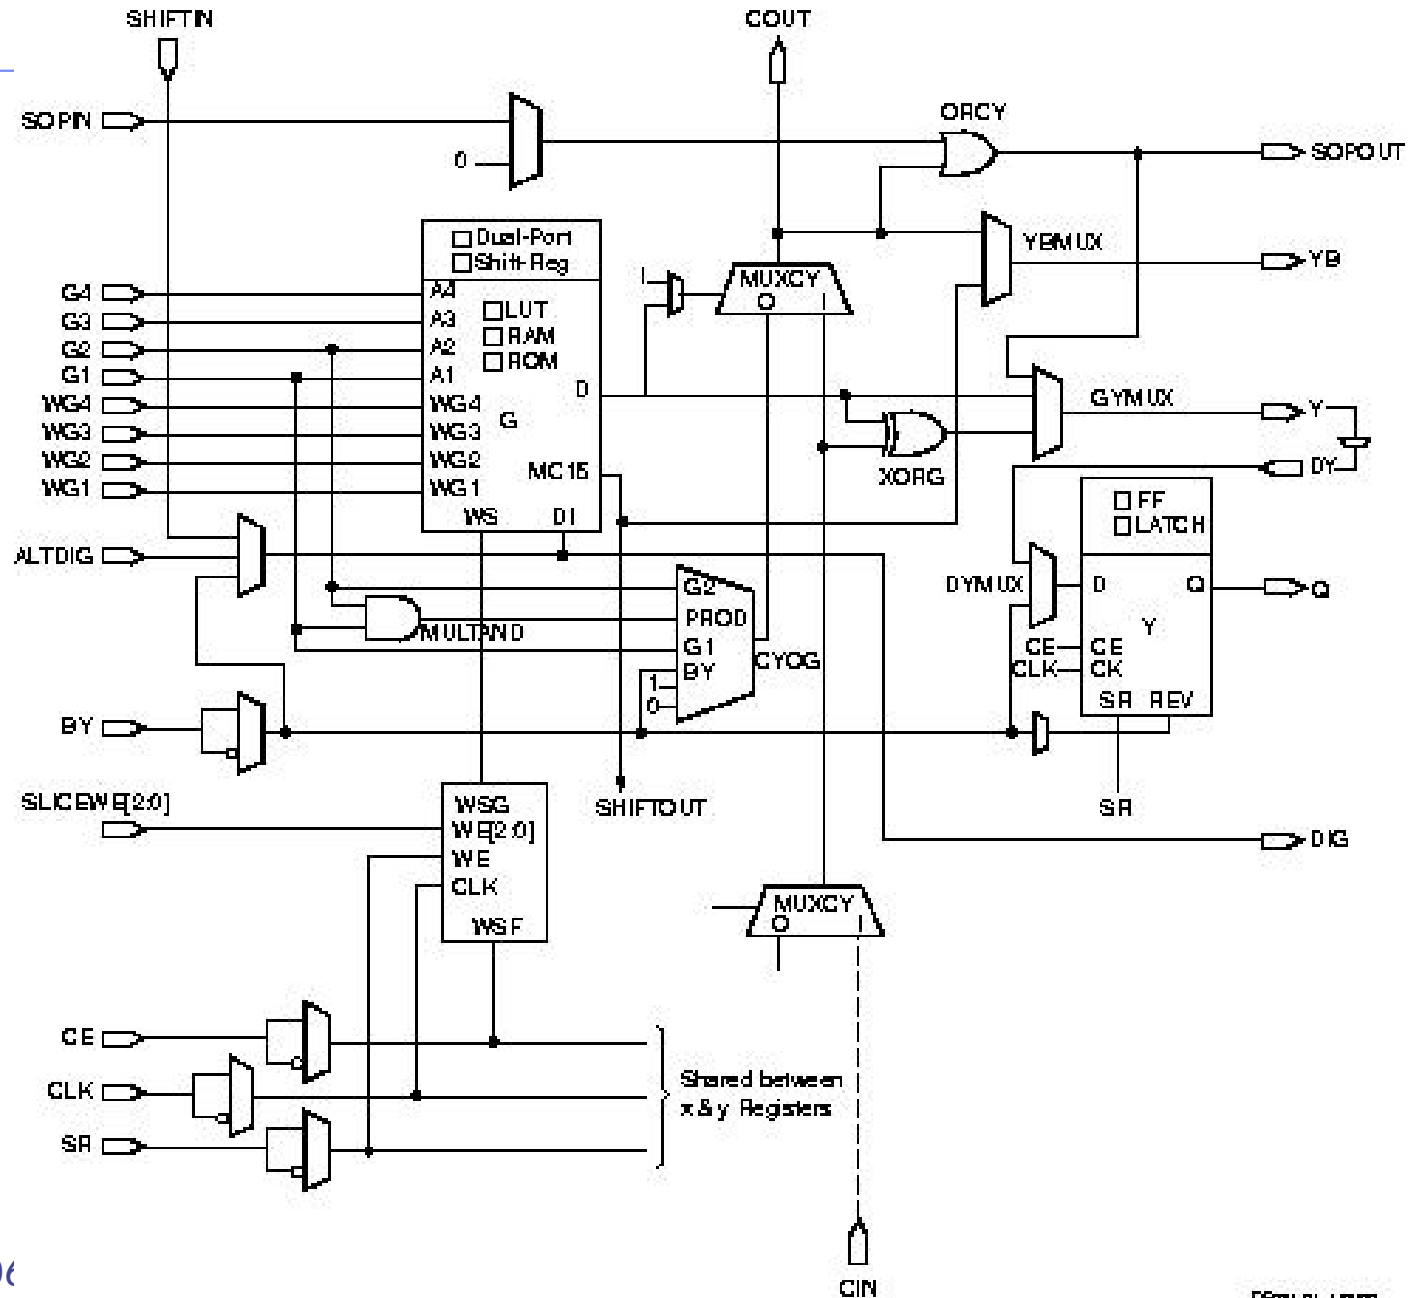 SHIFTIN
COUT
SOPIN
ORCY
0
SOPOUT
Dual-Port
Shift-Reg
YBMUX
MUXCY
YB
1
0 1
G4
A4
G3
A3
LUT
G2
A2
RAM
G1
A1
ROM
D
WG4
WG4
G
GYMUX
Y
WG3
WG3
WG2
WG2
MC15
XORG
DY
WG1
WG1
WS
DI
FF
LATCH
ALTDIG
G2
DYMUX
D
Q
Q
PROD
MULTAND
Y
G1
CYOG
CE
CE
BY
CLK
CK
1
0
SR REV
BY
SLICEWE[2:0]
WSG
SHIFTOUT
SR
WE[2:0]
DIG
WE
CLK
MUXCY
WSF
0 1
CE
Shared between
CLK
x & y Registers
SR
CIN